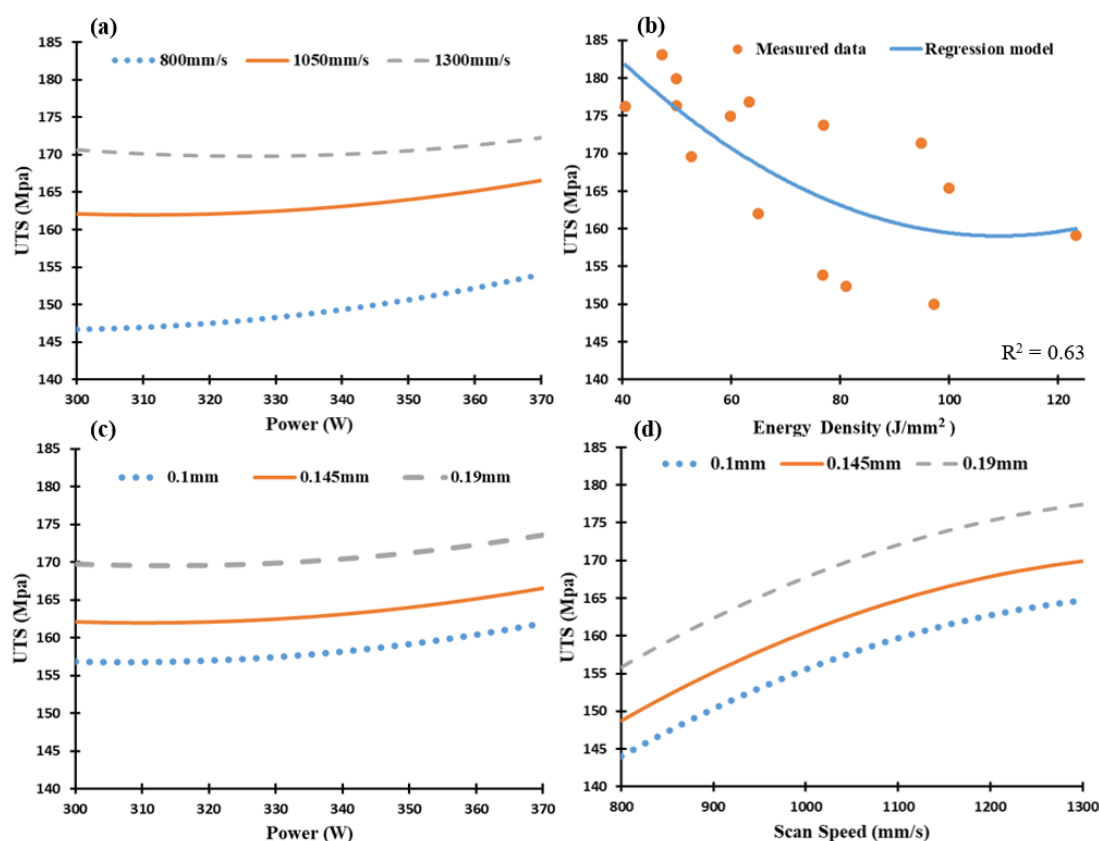 (a)
800mm/s 1050mm/s 1300mm/s
185
180
175
170
165
160
155
150
145
140
UTS (Mpa)
300 310 320 330 340 350 360 370
Power (W)
(b)
Measured data Regression model
185
180
175
170
165
160
155
150
145
140
UTS (Mpa)
R² = 0.63
40 60 80 100 120
Energy Density (J/mm²)
(c)
0.1mm 0.145mm 0.19mm
185
180
175
170
165
160
155
150
145
140
UTS (Mpa)
300 310 320 330 340 350 360 370
Power (W)
(d)
0.1mm 0.145mm 0.19mm
185
180
175
170
165
160
155
150
145
140
UTS (Mpa)
800 900 1000 1100 1200 1300
Scan Speed (mm/s)